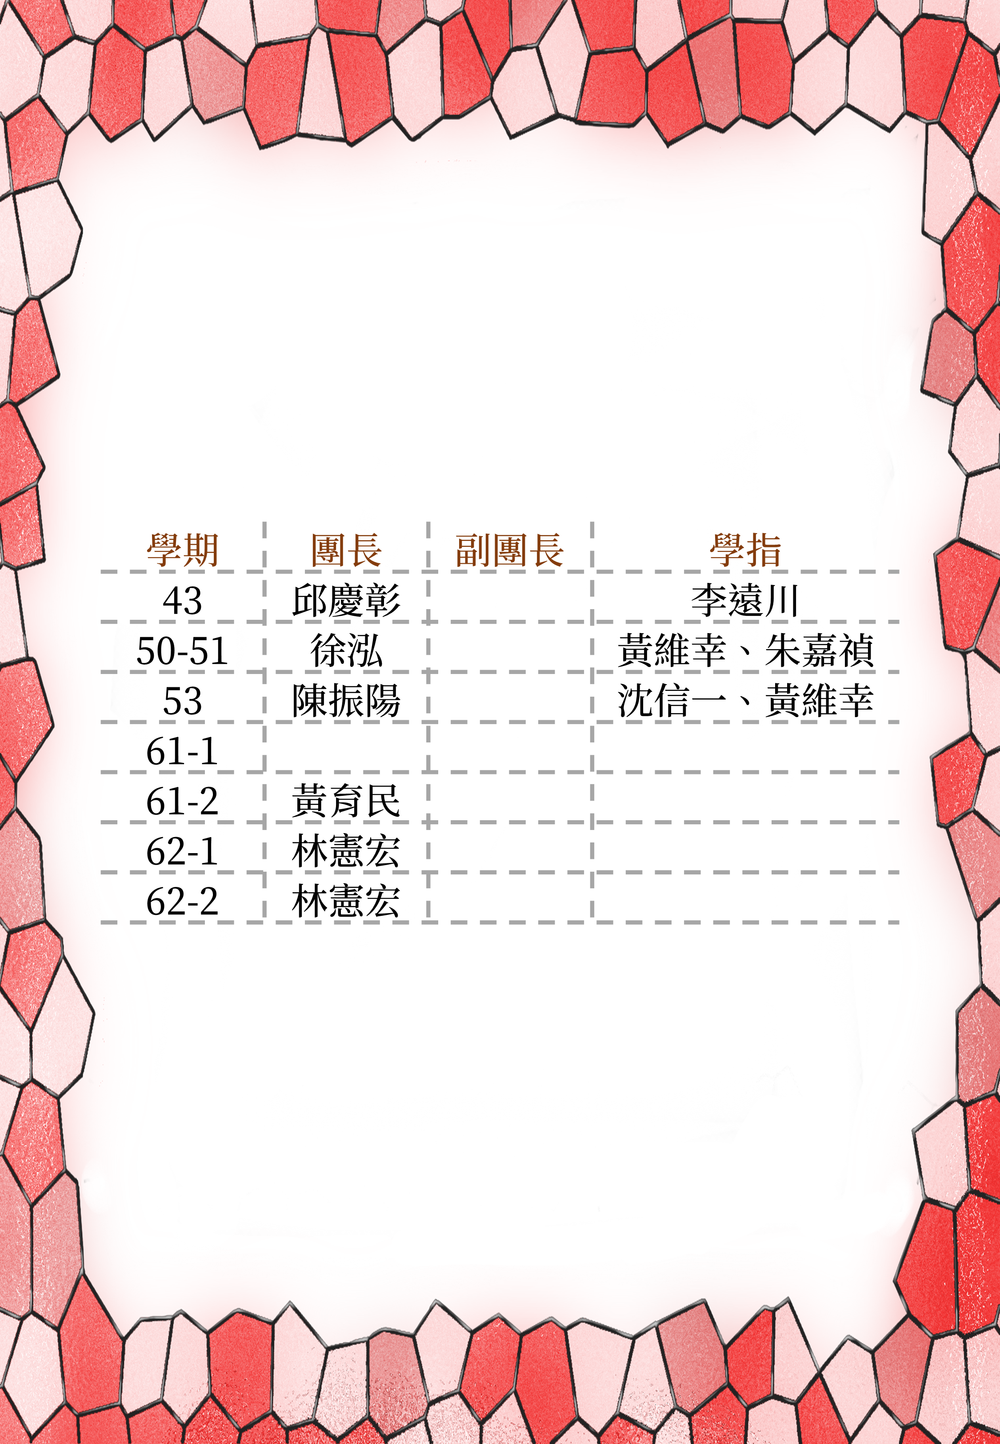 學期 團長 副團長 學指
43 邱慶彰 李遠川
50-51 徐泓 黃維幸、朱嘉禎
53 陳振陽 沈信一、黃維幸
61-1
61-2 黃育民
62-1 林憲宏
62-2 林憲宏